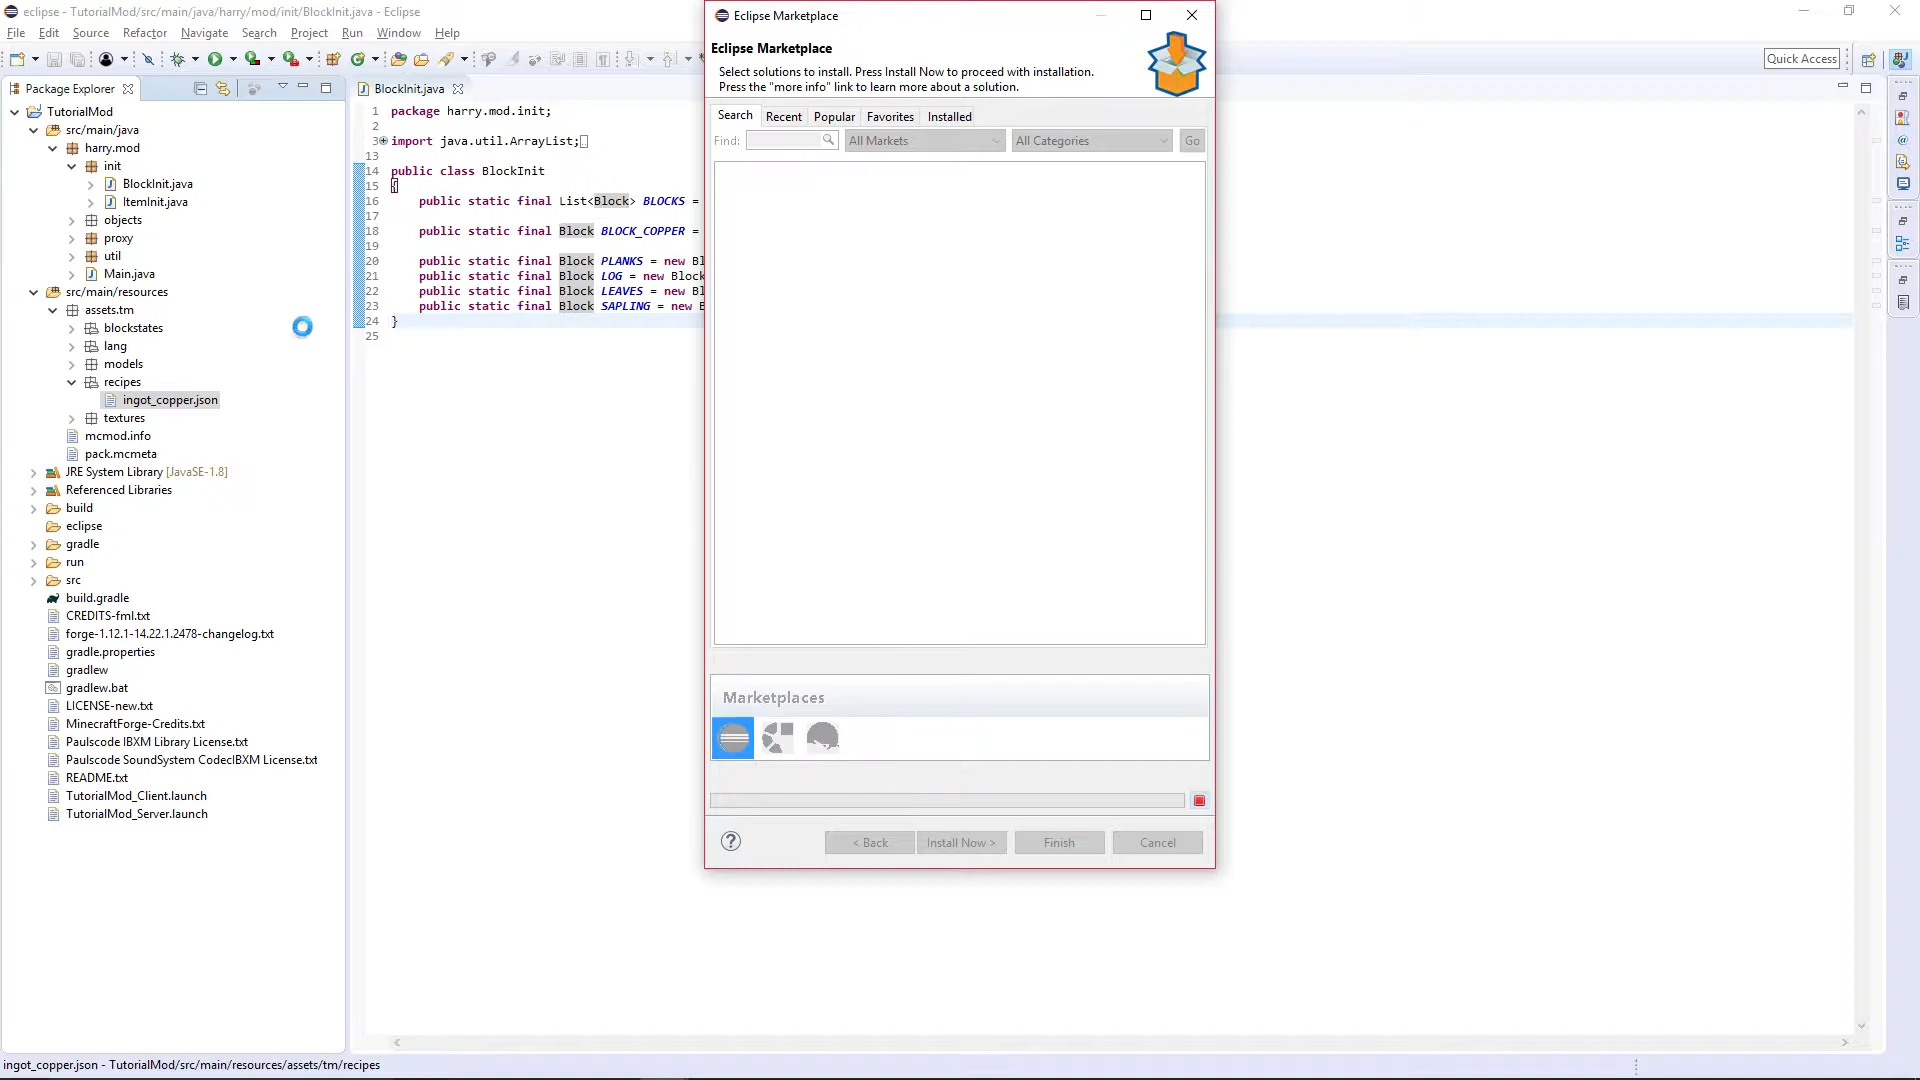 eclipse - TutorialMod/src/main/java/harry/mod/init/BlockInit.java - Eclipse
File Edit Source Refactor Navigate Search Project Run Window Help
Quick Access
Package Explorer
TutorialMod
src/main/java
harry.mod
init
BlockInit.java
ItemInit.java
objects
proxy
util
Main.java
src/main/resources
assets.tm
blockstates
lang
models
recipes
ingot_copper.json
textures
mcmod.info
pack.mcmeta
JRE System Library [JavaSE-1.8]
Referenced Libraries
build
eclipse
gradle
run
src
build.gradle
CREDITS-fml.txt
forge-1.12.1-14.22.1.2478-changelog.txt
gradle.properties
gradlew
gradlew.bat
LICENSE-new.txt
MinecraftForge-Credits.txt
Paulscode IBXM Library License.txt
Paulscode SoundSystem CodecIBXM License.txt
README.txt
TutorialMod_Client.launch
TutorialMod_Server.launch
BlockInit.java
1 package harry.mod.init;
2
3 import java.util.ArrayList;
13
14 public class BlockInit
15 {
16 public static final List<Block> BLOCKS =
17
18 public static final Block BLOCK_COPPER =
19
20 public static final Block PLANKS = new Bl
21 public static final Block LOG = new Block
22 public static final Block LEAVES = new Bl
23 public static final Block SAPLING = new B
24 }
25
Eclipse Marketplace
Eclipse Marketplace
Select solutions to install. Press Install Now to proceed with installation.
Press the "more info" link to learn more about a solution.
Search Recent Popular Favorites Installed
Find: All Markets All Categories Go
Marketplaces
? < Back Install Now > Finish Cancel
ingot_copper.json - TutorialMod/src/main/resources/assets/tm/recipes